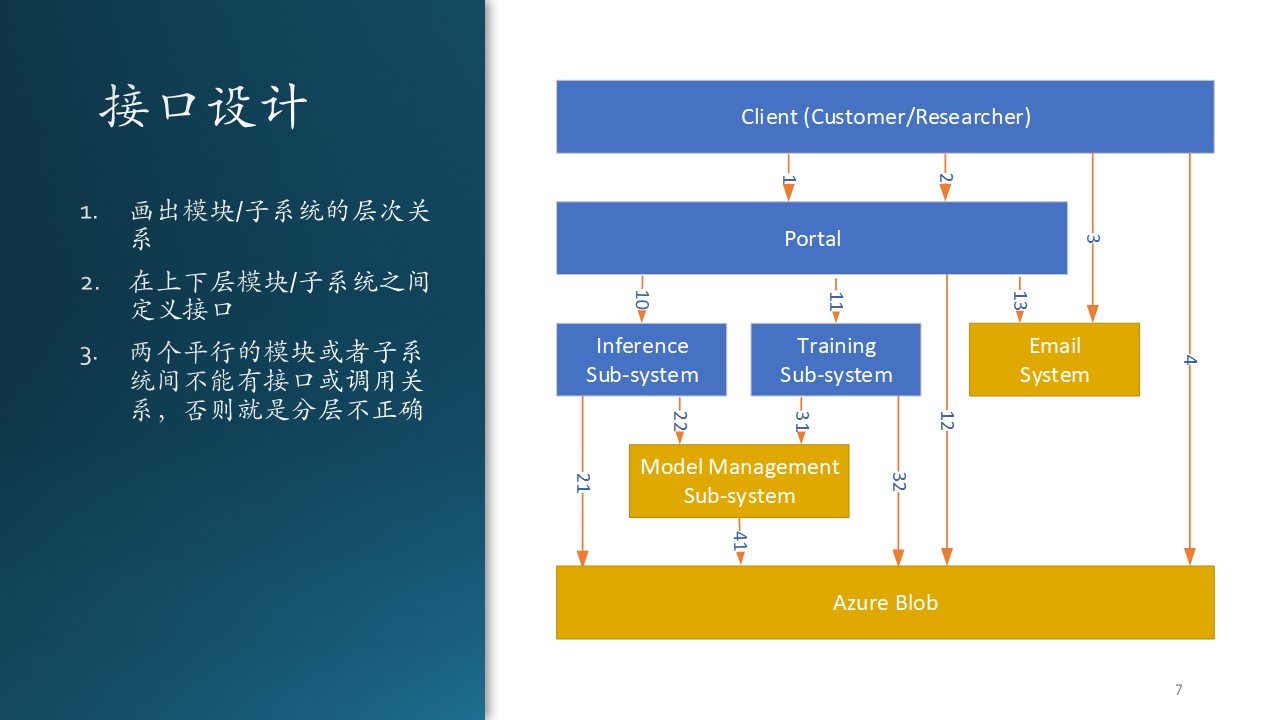 接口设计
1. 画出模块/子系统的层次关
系
2. 在上下层模块/子系统之间
定义接口
3. 两个平行的模块或者子系
统间不能有接口或调用关
系，否则就是分层不正确
Client (Customer/Researcher)
1
2
3
4
Portal
10
11
12
13
Inference
Sub-system
Training
Sub-system
Email
System
21
22
31
32
Model Management
Sub-system
41
Azure Blob
7